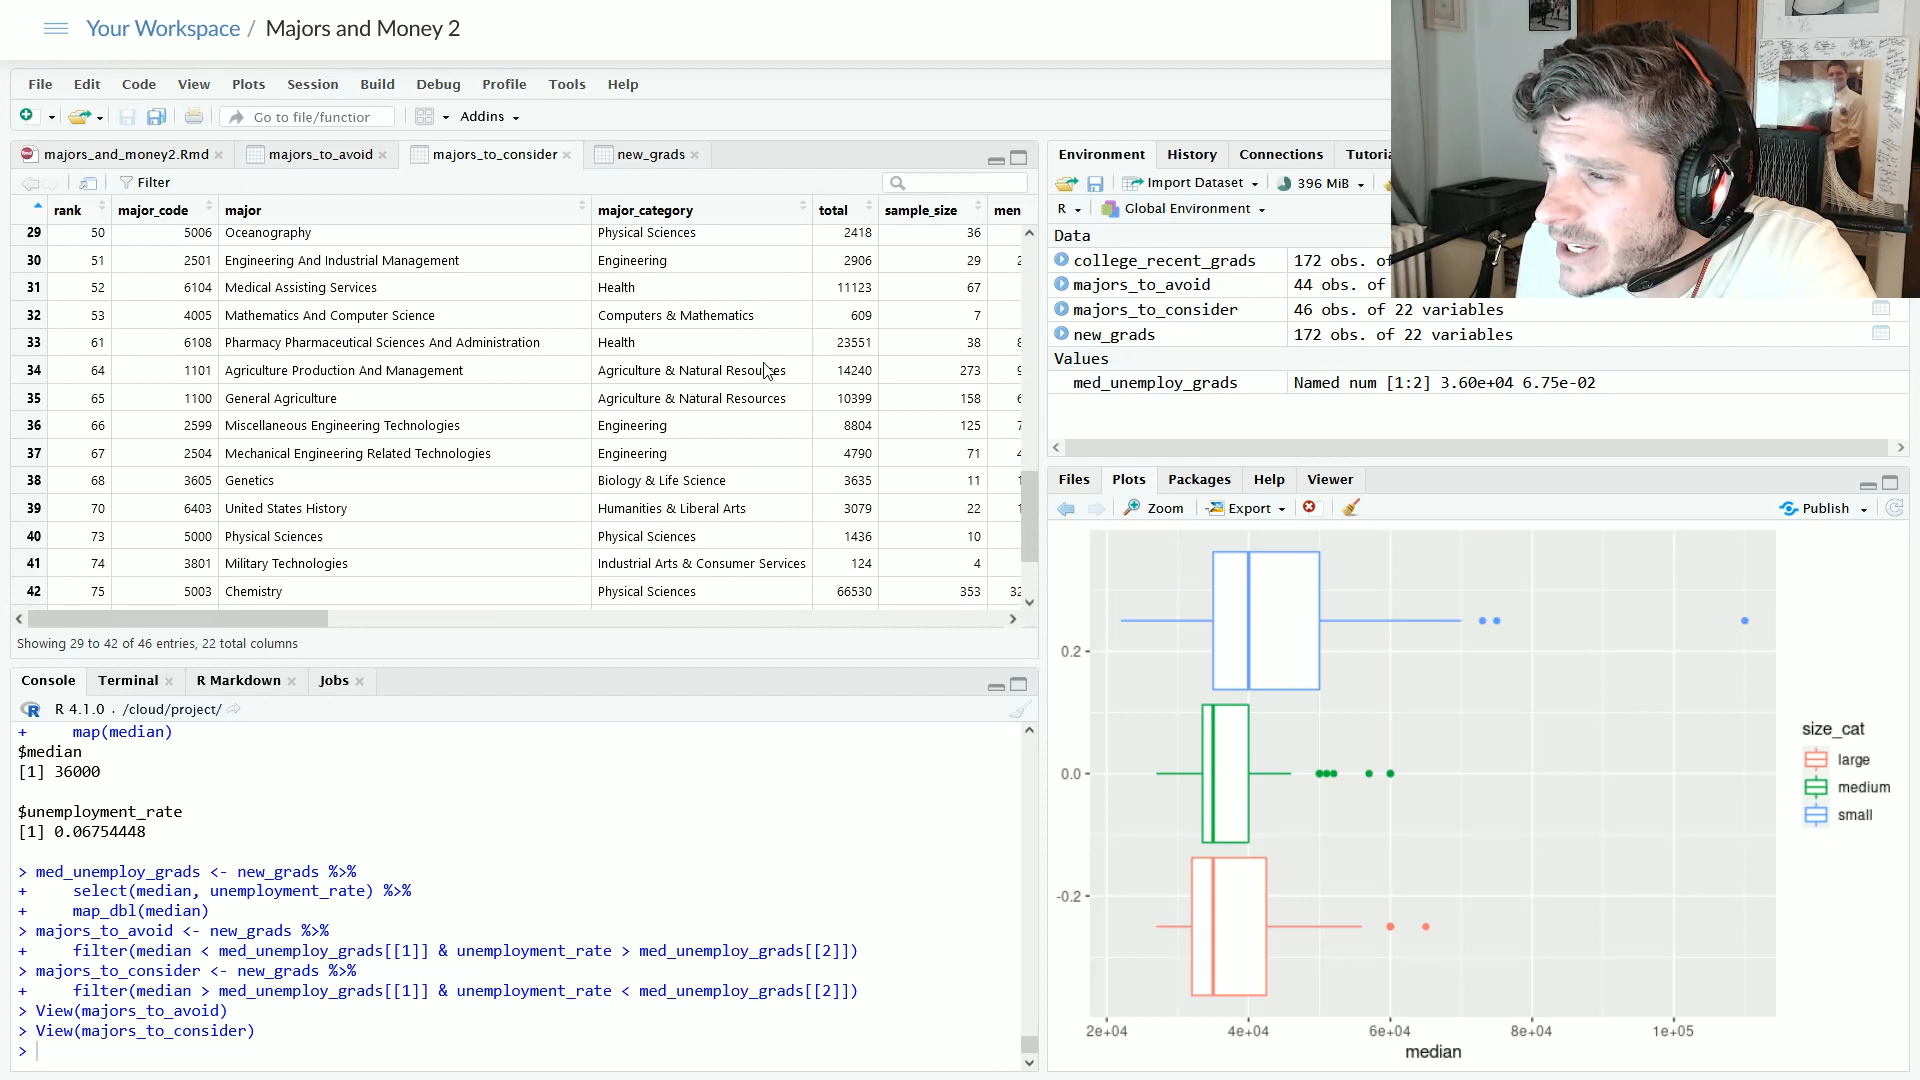 Your Workspace / Majors and Money 2
File Edit Code View Plots Session Build Debug Profile Tools Help
Go to file/function Addins
majors_and_money2.Rmd majors_to_avoid majors_to_consider new_grads
Filter
rank major_code major major_category total sample_size men
29 50 5006 Oceanography Physical Sciences 2418 36
30 51 2501 Engineering And Industrial Management Engineering 2906 29 2
31 52 6104 Medical Assisting Services Health 11123 67
32 53 4005 Mathematics And Computer Science Computers & Mathematics 609 7
33 61 6108 Pharmacy Pharmaceutical Sciences And Administration Health 23551 38 8
34 64 1101 Agriculture Production And Management Agriculture & Natural Resources 14240 273 9
35 65 1100 General Agriculture Agriculture & Natural Resources 10399 158 6
36 66 2599 Miscellaneous Engineering Technologies Engineering 8804 125 7
37 67 2504 Mechanical Engineering Related Technologies Engineering 4790 71 4
38 68 3605 Genetics Biology & Life Science 3635 11 1
39 70 6403 United States History Humanities & Liberal Arts 3079 22 1
40 73 5000 Physical Sciences Physical Sciences 1436 10
41 74 3801 Military Technologies Industrial Arts & Consumer Services 124 4
42 75 5003 Chemistry Physical Sciences 66530 353 32
Showing 29 to 42 of 46 entries, 22 total columns
Console Terminal R Markdown Jobs
R 4.1.0 · /cloud/project/
+ map(median)
$median
[1] 36000
$unemployment_rate
[1] 0.06754448
> med_unemploy_grads <- new_grads %>%
+ select(median, unemployment_rate) %>%
+ map_dbl(median)
> majors_to_avoid <- new_grads %>%
+ filter(median < med_unemploy_grads[[1]] & unemployment_rate > med_unemploy_grads[[2]])
> majors_to_consider <- new_grads %>%
+ filter(median > med_unemploy_grads[[1]] & unemployment_rate < med_unemploy_grads[[2]])
> View(majors_to_avoid)
> View(majors_to_consider)
>
Environment History Connections Tutoria
Import Dataset 396 MiB
R Global Environment
Data
college_recent_grads 172 obs. of
majors_to_avoid 44 obs. of
majors_to_consider 46 obs. of 22 variables
new_grads 172 obs. of 22 variables
Values
med_unemploy_grads Named num [1:2] 3.60e+04 6.75e-02
Files Plots Packages Help Viewer
Zoom Export Publish
0.2
0.0
-0.2
2e+04 4e+04 6e+04 8e+04 1e+05
median
size_cat
large
medium
small